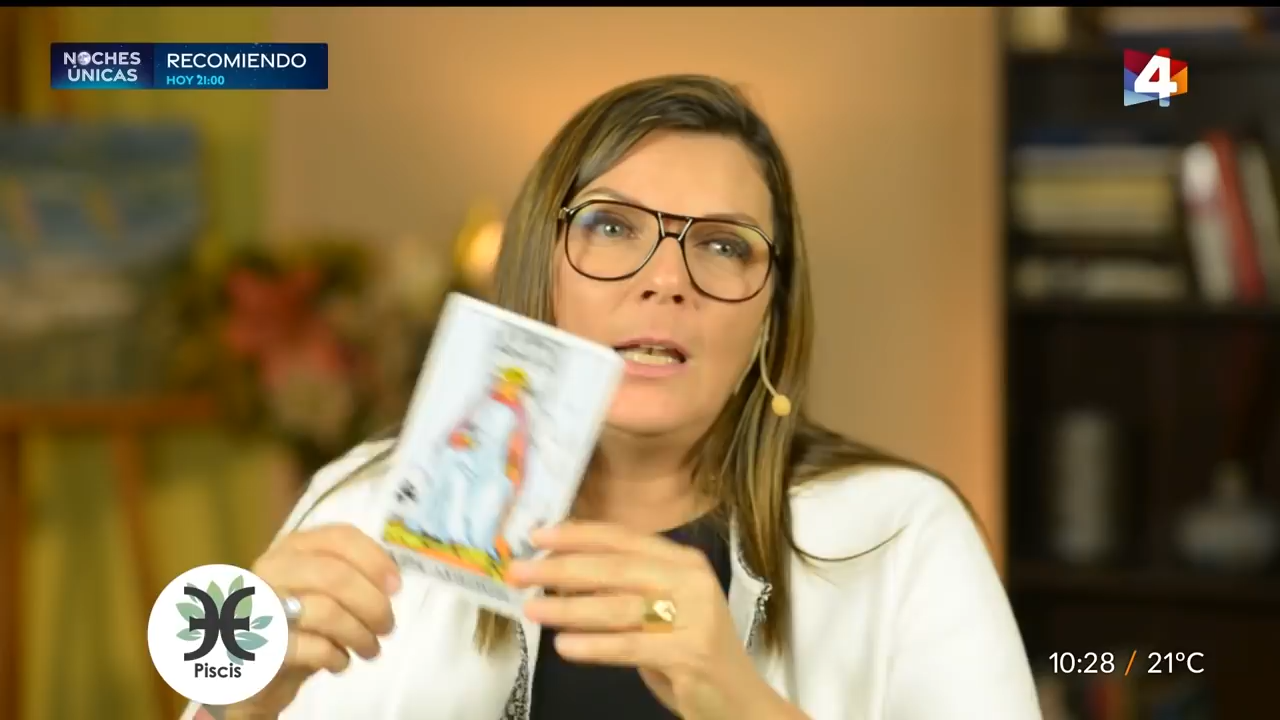 NOCHES
ÚNICAS
RECOMIENDO
HOY 21:00
4
Piscis
10:28 / 21°C